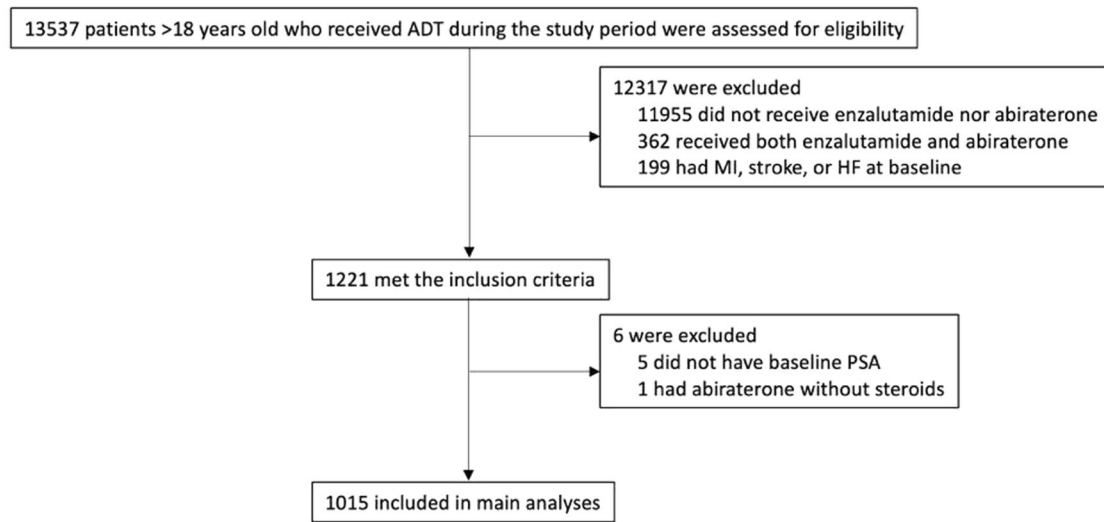 13537 patients >18 years old who received ADT during the study period were assessed for eligibility
12317 were excluded
11955 did not receive enzalutamide nor abiraterone
362 received both enzalutamide and abiraterone
199 had MI, stroke, or HF at baseline
1221 met the inclusion criteria
6 were excluded
5 did not have baseline PSA
1 had abiraterone without steroids
1015 included in main analyses